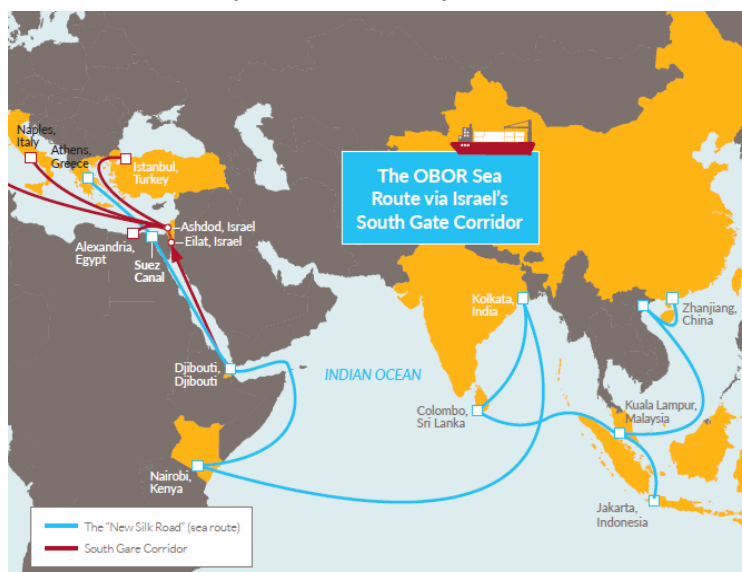 The OBOR Sea
Route via Israel's
South Gate Corridor
Naples,
Italy
Athens,
Greece
Istanbul,
Turkey
Ashdod, Israel
Eilat, Israel
Alexandria,
Egypt
Suez
Canal
Kolkata,
India
Zhanjiang,
China
Djibouti,
Djibouti
INDIAN OCEAN
Colombo,
Sri Lanka
Kuala Lampur,
Malaysia
Nairobi,
Kenya
Jakarta,
Indonesia
The "New Silk Road" (sea route)
South Gare Corridor